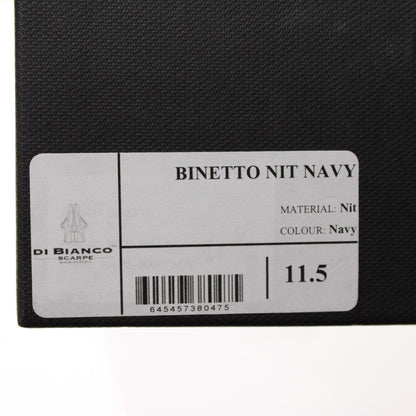 BINETTO NIT NAVY
MATERIAL: Nit
COLOUR: Navy
DI BIANCO
SCARPE
11.5
645457380475